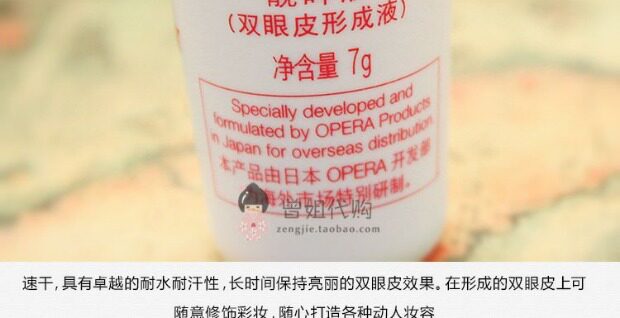 (双眼皮形成液)
净含量 7g
Specially developed and
formulated by OPERA Products
in Japan for overseas distribution.
本产品由日本 OPERA 开发基
海外市场特别研制。
曾姐代购
zengjie.taobao.com
速干,具有卓越的耐水耐汗性,长时间保持亮丽的双眼皮效果。在形成的双眼皮上可
随意修饰彩妆,随心打造各种动人妆容